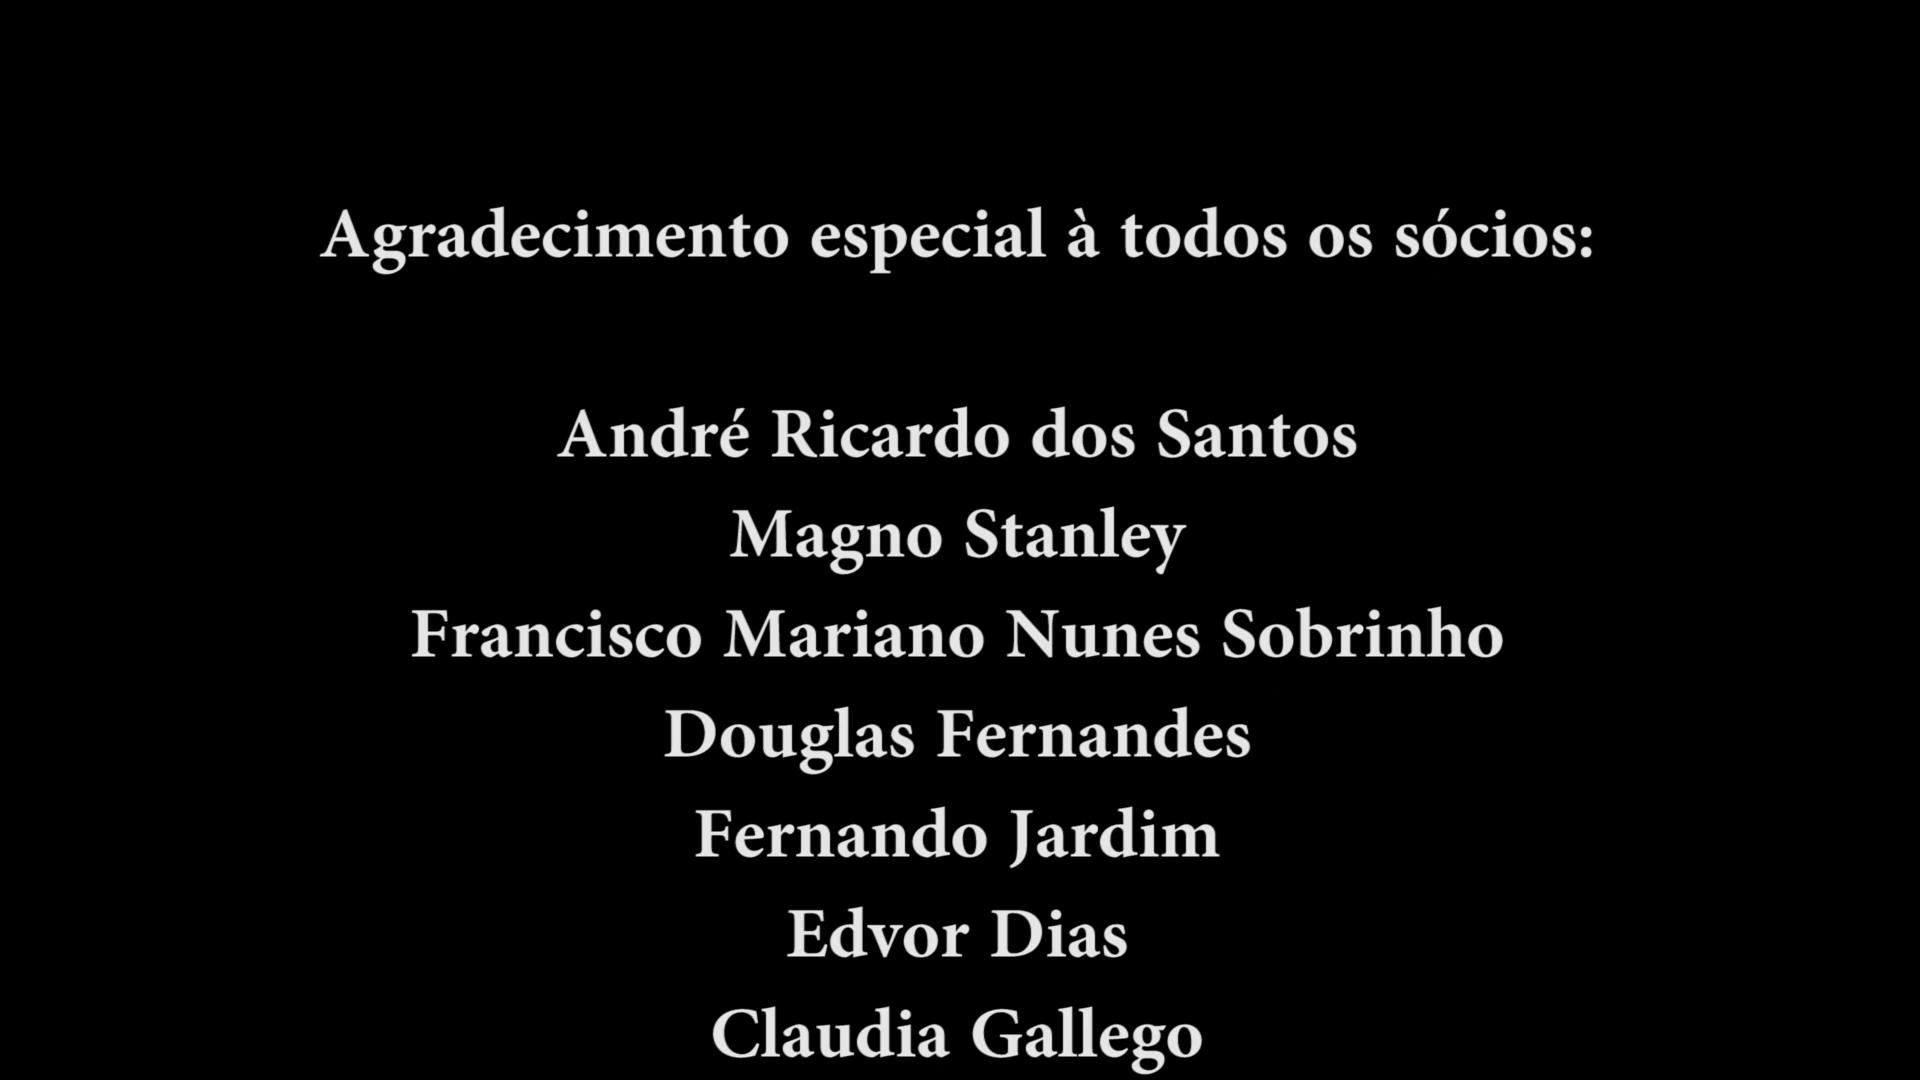 Agradecimento especial à todos os sócios:
André Ricardo dos Santos
Magno Stanley
Francisco Mariano Nunes Sobrinho
Douglas Fernandes
Fernando Jardim
Edvor Dias
Claudia Gallego